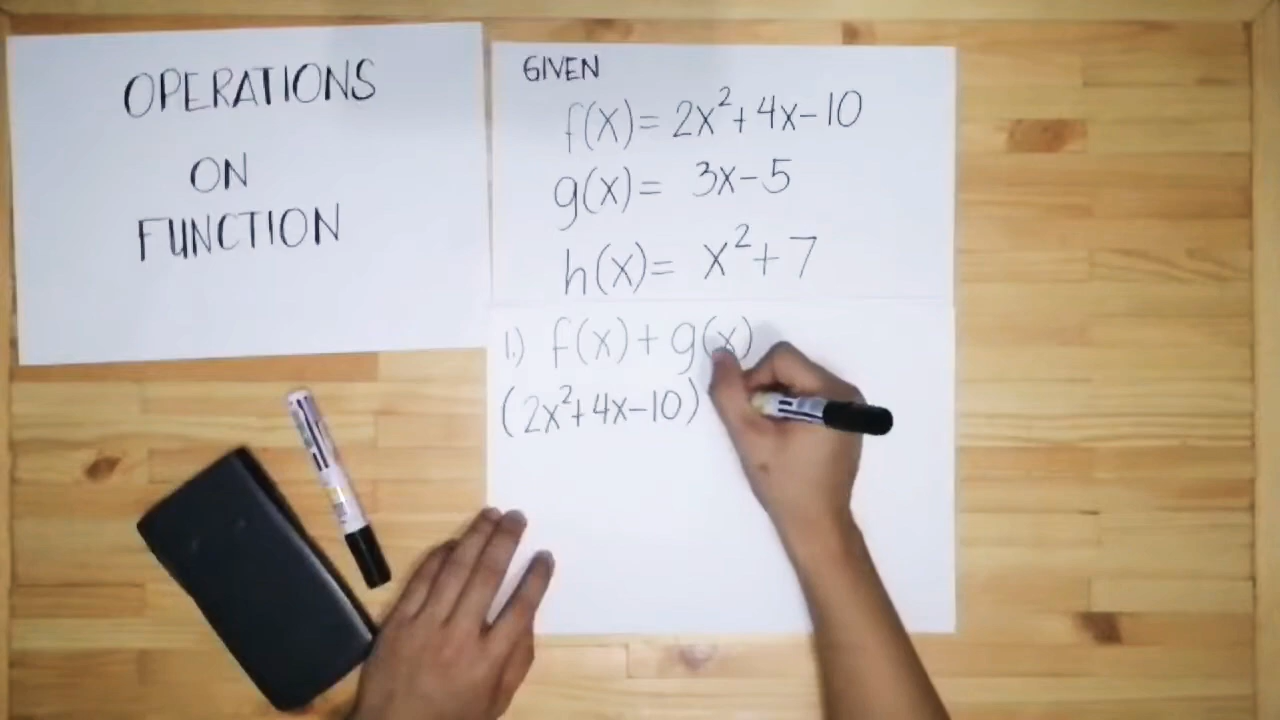 OPERATIONS
ON
FUNCTION
GIVEN
f(x)= 2x²+4x-10
g(x)= 3x-5
h(x)= x²+7
1.) f(x)+g(x)
(2x²+4x-10)